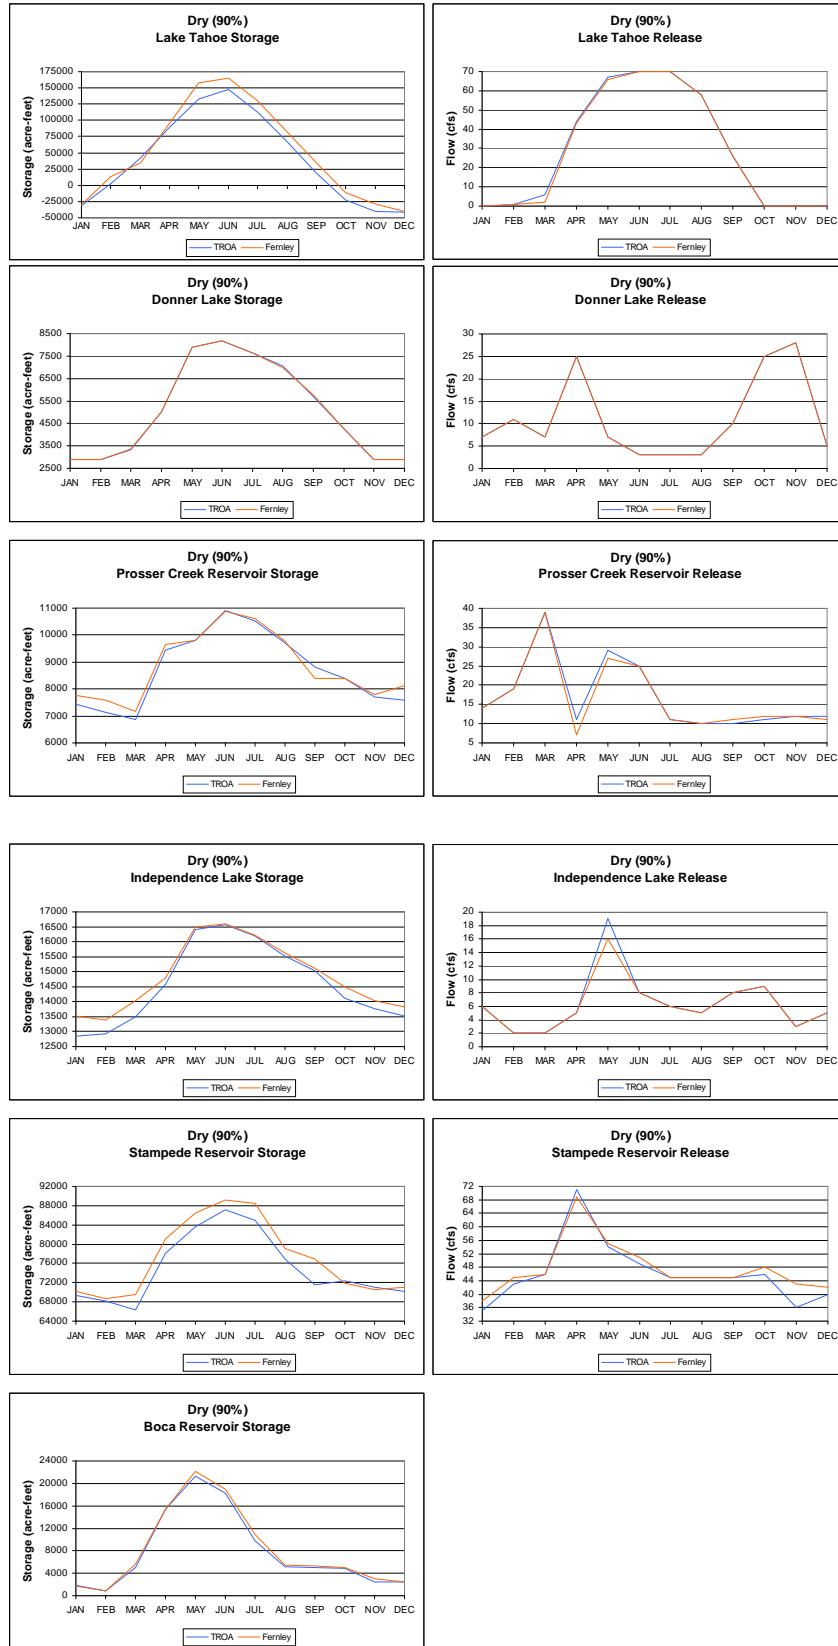 Dry (90%)
Lake Tahoe Storage
Storage (acre-feet)
175000
150000
125000
100000
75000
50000
25000
0
-25000
-50000
JAN FEB MAR APR MAY JUN JUL AUG SEP OCT NOV DEC
TROA Fernley
Dry (90%)
Lake Tahoe Release
Flow (cfs)
70
60
50
40
30
20
10
0
JAN FEB MAR APR MAY JUN JUL AUG SEP OCT NOV DEC
TROA Fernley
Dry (90%)
Donner Lake Storage
Storage (acre-feet)
8500
7500
6500
5500
4500
3500
2500
JAN FEB MAR APR MAY JUN JUL AUG SEP OCT NOV DEC
TROA Fernley
Dry (90%)
Donner Lake Release
Flow (cfs)
30
25
20
15
10
5
0
JAN FEB MAR APR MAY JUN JUL AUG SEP OCT NOV DEC
TROA Fernley
Dry (90%)
Prosser Creek Reservoir Storage
Storage (acre-feet)
11000
10000
9000
8000
7000
6000
JAN FEB MAR APR MAY JUN JUL AUG SEP OCT NOV DEC
TROA Fernley
Dry (90%)
Prosser Creek Reservoir Release
Flow (cfs)
40
35
30
25
20
15
10
5
JAN FEB MAR APR MAY JUN JUL AUG SEP OCT NOV DEC
TROA Fernley
Dry (90%)
Independence Lake Storage
Storage (acre-feet)
17000
16500
16000
15500
15000
14500
14000
13500
13000
12500
JAN FEB MAR APR MAY JUN JUL AUG SEP OCT NOV DEC
TROA Fernley
Dry (90%)
Independence Lake Release
Flow (cfs)
20
18
16
14
12
10
8
6
4
2
0
JAN FEB MAR APR MAY JUN JUL AUG SEP OCT NOV DEC
TROA Fernley
Dry (90%)
Stampede Reservoir Storage
Storage (acre-feet)
92000
88000
84000
80000
76000
72000
68000
64000
JAN FEB MAR APR MAY JUN JUL AUG SEP OCT NOV DEC
TROA Fernley
Dry (90%)
Stampede Reservoir Release
Flow (cfs)
72
68
64
60
56
52
48
44
40
36
32
JAN FEB MAR APR MAY JUN JUL AUG SEP OCT NOV DEC
TROA Fernley
Dry (90%)
Boca Reservoir Storage
Storage (acre-feet)
24000
20000
16000
12000
8000
4000
0
JAN FEB MAR APR MAY JUN JUL AUG SEP OCT NOV DEC
TROA Fernley